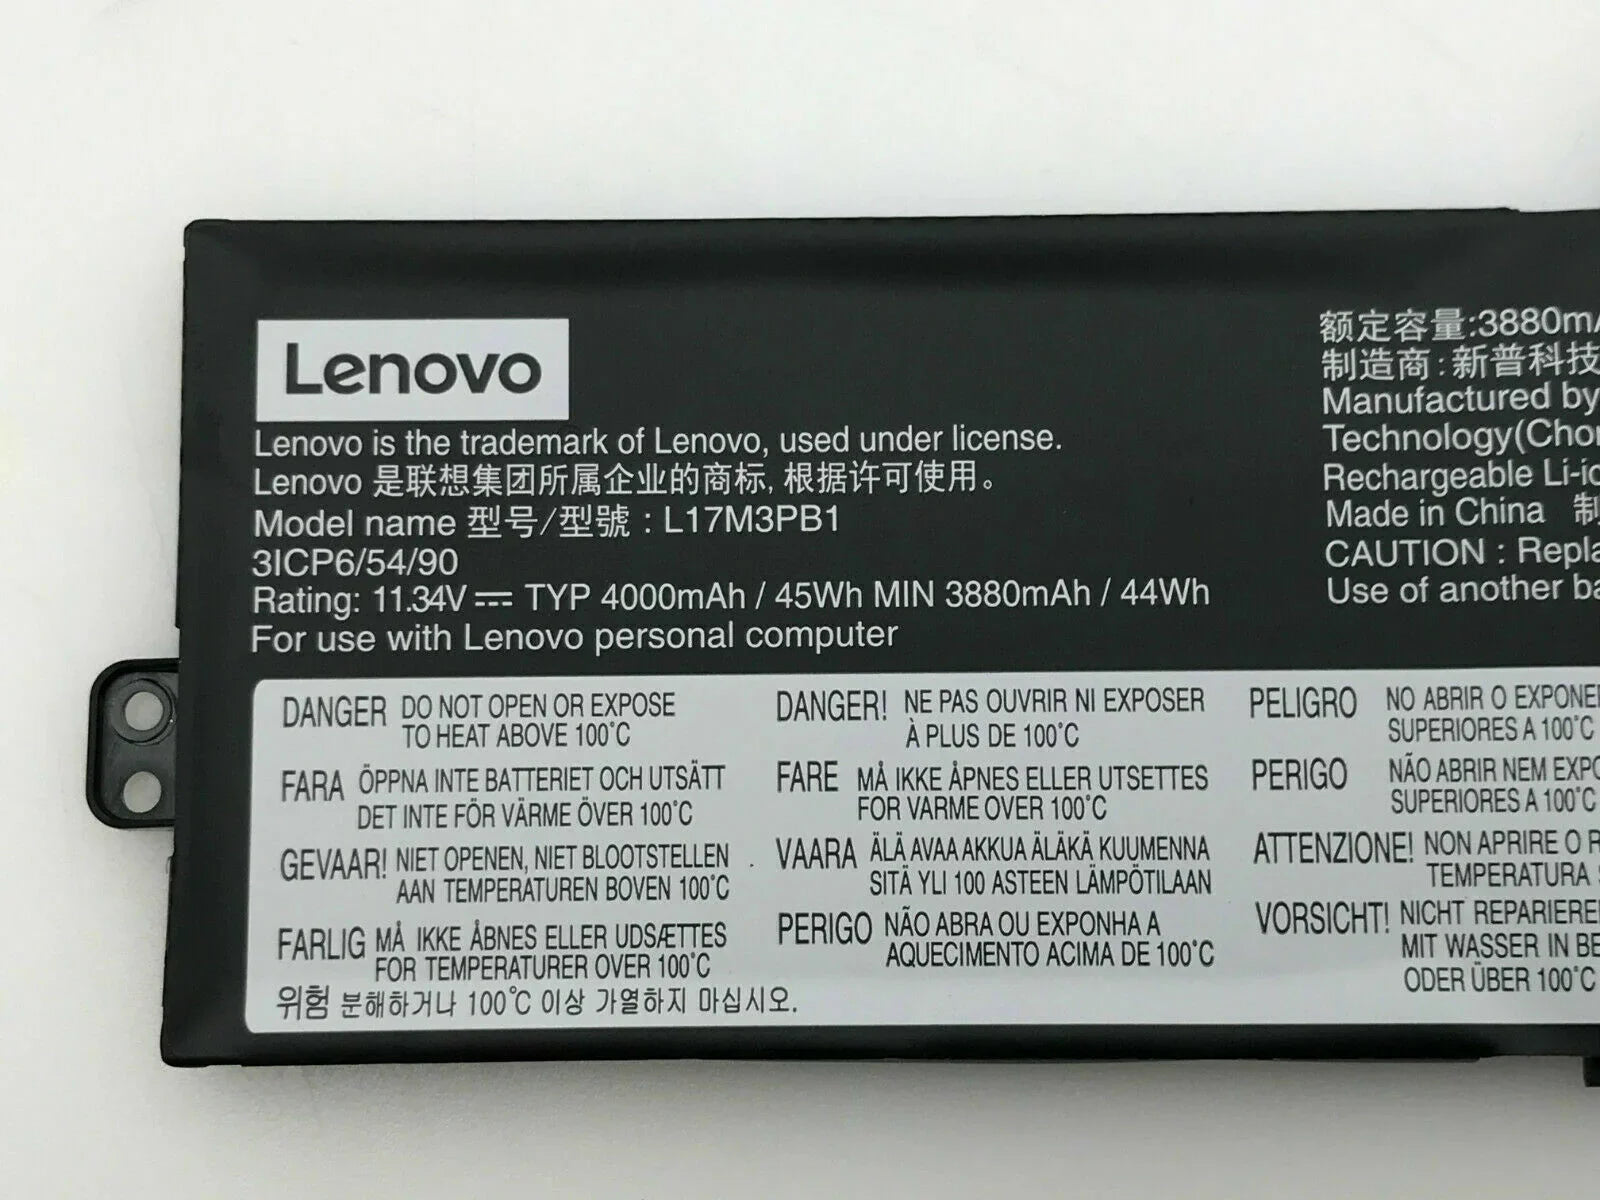 Lenovo
Lenovo is the trademark of Lenovo, used under license.
Lenovo 是联想集团所属企业的商标, 根据许可使用。
Model name 型号/型號 : L17M3PB1
3ICP6/54/90
Rating: 11.34V⎓ TYP 4000mAh / 45Wh MIN 3880mAh / 44Wh
For use with Lenovo personal computer
额定容量:3880m
制造商:新普科技
Manufactured by
Technology(
Rechargeable
Made in China
CAUTION :
Use of another
DANGER DO NOT OPEN OR EXPOSE
TO HEAT ABOVE 100°C
FARA ÖPPNA INTE BATTERIET OCH UTSÄTT
DET INTE FÖR VÄRME ÖVER 100°C
GEVAAR! NIET OPENEN, NIET BLOOTSTELLEN
AAN TEMPERATUREN BOVEN 100°C
FARLIG MÅ IKKE ÅBNES ELLER UDSÆTTES
FOR TEMPERATURER OVER 100°C
위험 분해하거나 100℃ 이상 가열하지 마십시오.
DANGER! NE PAS OUVRIR NI EXPOSER
À PLUS DE 100°C
FARE MÅ IKKE ÅPNES ELLER UTSETTES
FOR VARME OVER 100°C
VAARA ÄLÄ AVAA AKKUA ÄLÄKÄ KUUMENNA
SITÄ YLI 100 ASTEEN LÄMPÖTILAAN
PERIGO NÃO ABRA OU EXPONHA A
AQUECIMENTO ACIMA DE 100°C
PELIGRO NO ABRIR O
SUPERIORES A 100°C
PERIGO NÃO ABRIR NEM
SUPERIORES A 100°C
ATTENZIONE! NON APRIRE O
TEMPERATURA
VORSICHT! NICHT
MIT WASSER IN
ODER ÜBER 100°C